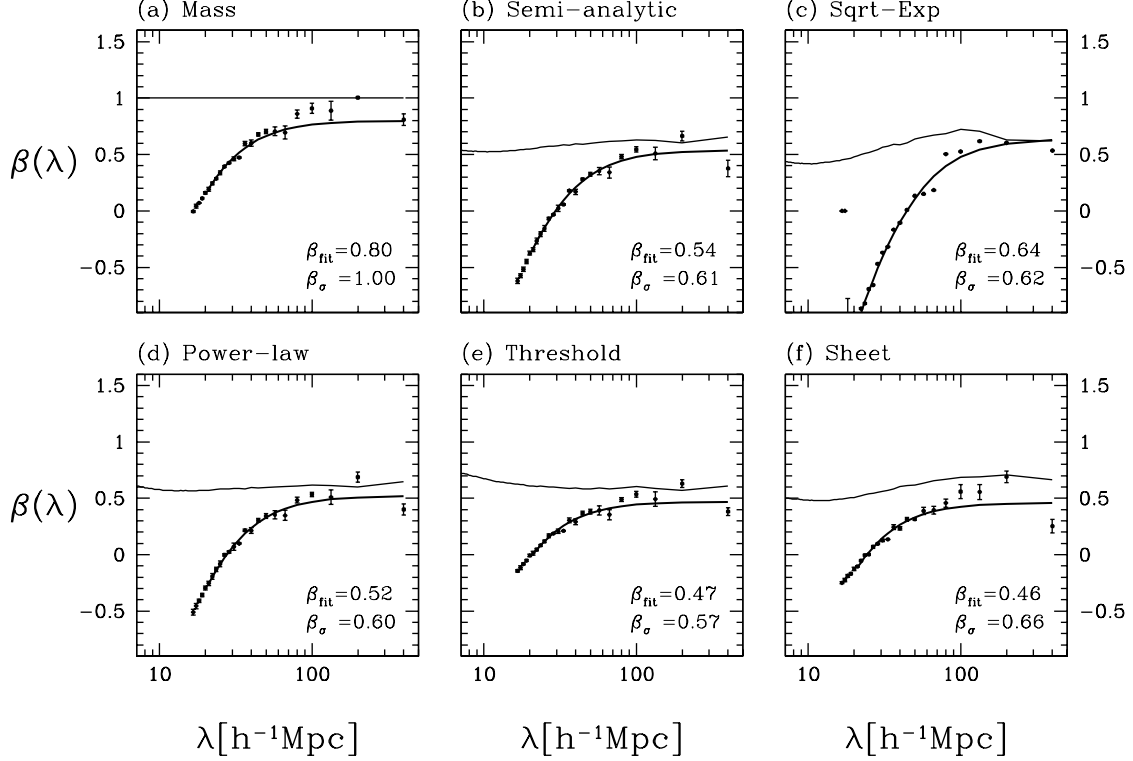 (a) Mass
(b) Semi-analytic
(c) Sqrt-Exp
1.5
1
0.5
0
-0.5
β(λ)
β_fit=0.80
β_σ =1.00
β_fit=0.54
β_σ =0.61
β_fit=0.64
β_σ =0.62
1.5
1
0.5
0
-0.5
(d) Power-law
(e) Threshold
(f) Sheet
1.5
1
0.5
0
-0.5
β(λ)
β_fit=0.52
β_σ =0.60
β_fit=0.47
β_σ =0.57
β_fit=0.46
β_σ =0.66
1.5
1
0.5
0
-0.5
10 100
10 100
10 100
λ[h⁻¹Mpc]
λ[h⁻¹Mpc]
λ[h⁻¹Mpc]